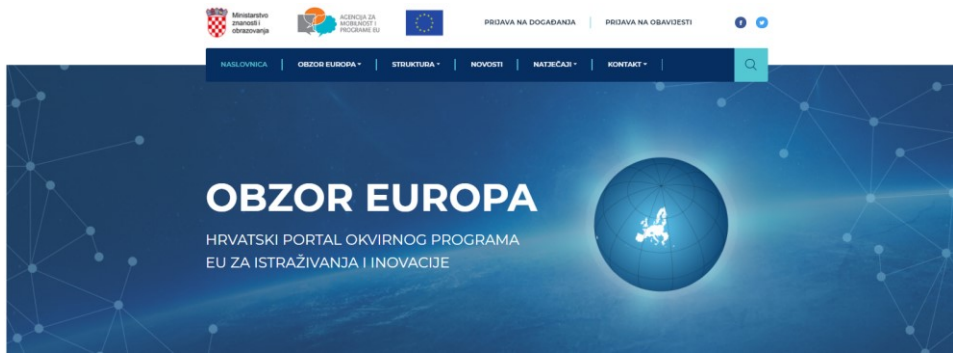 Ministarstvo
znanosti i
obrazovanja
AGENCIJA ZA
MOBILNOST I
PROGRAME EU
PRIJAVA NA DOGAĐANJA
PRIJAVA NA OBAVIJESTI
NASLOVNICA
OBZOR EUROPA
STRUKTURA
NOVOSTI
NATJEČAJI
KONTAKT
OBZOR EUROPA
HRVATSKI PORTAL OKVIRNOG PROGRAMA
EU ZA ISTRAŽIVANJA I INOVACIJE